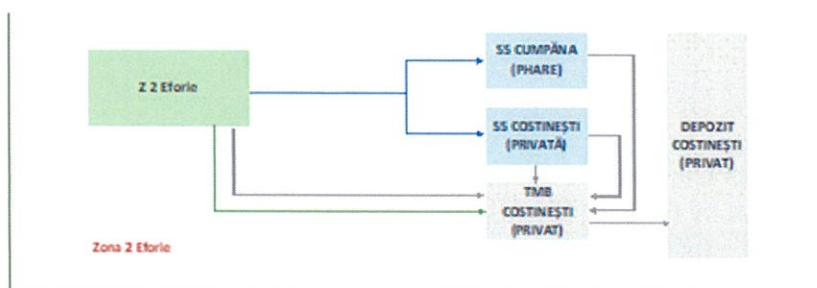 Z 2 Eforie
SS CUMPĂNA
(PHARE)
SS COSTINEȘTI
(PRIVATĂ)
TMB
COSTINEȘTI
(PRIVAT)
DEPOZIT
COSTINEȘTI
(PRIVAT)
Zona 2 Eforie